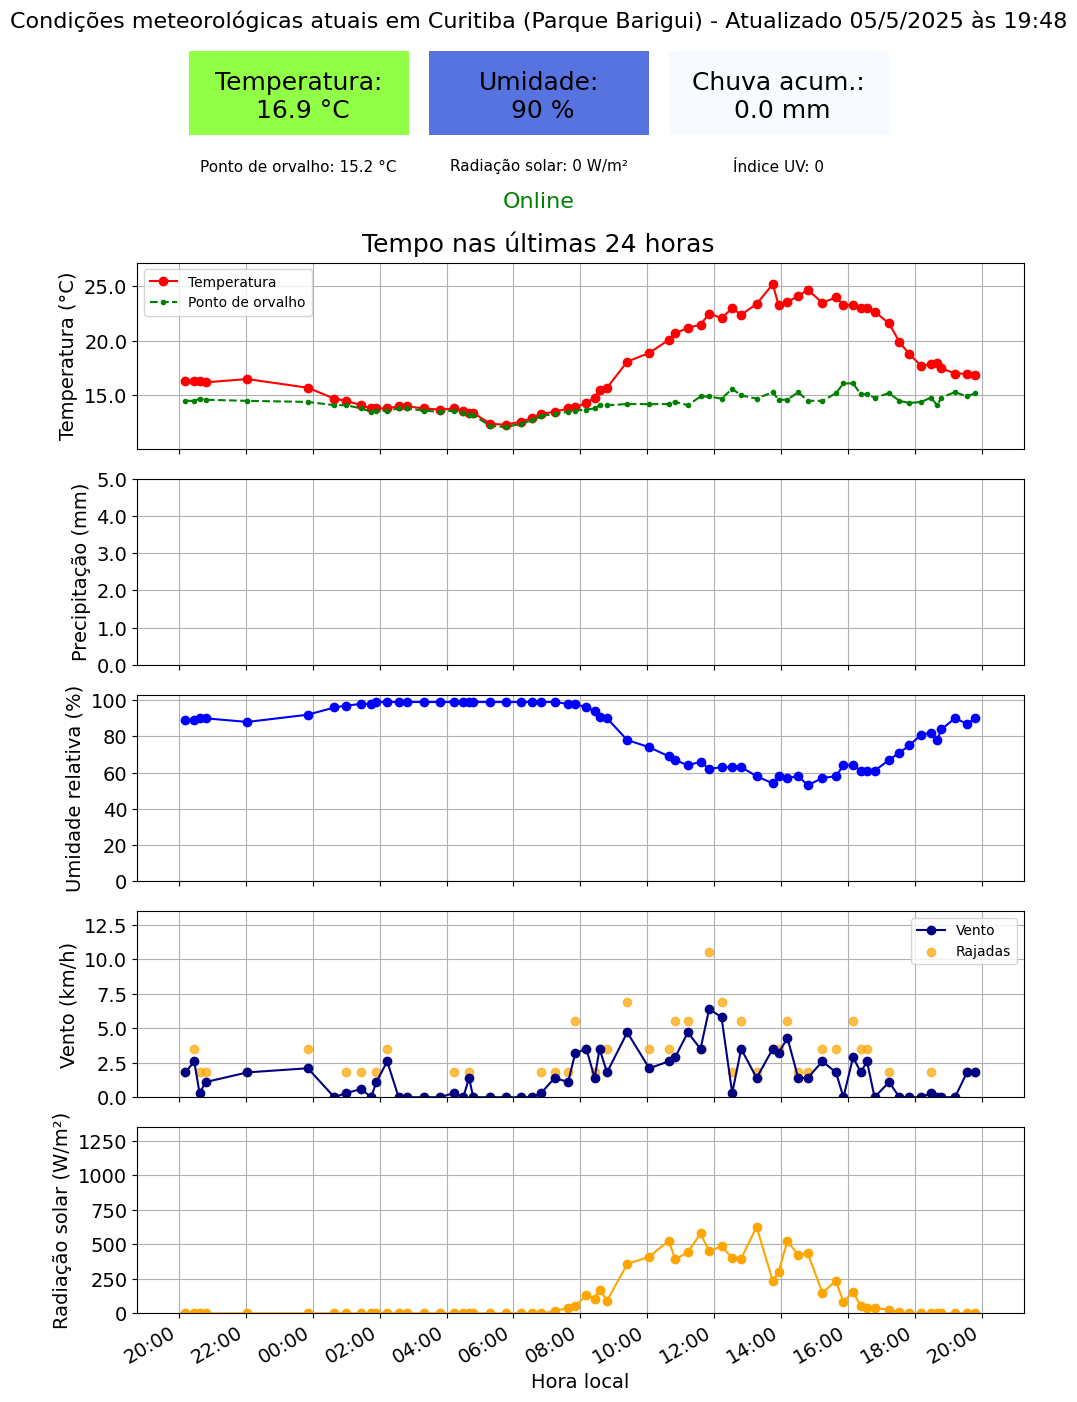 Condições meteorológicas atuais em Curitiba (Parque Barigui) - Atualizado 05/5/2025 às 19:48
Temperatura:
16.9 °C
Umidade:
90 %
Chuva acum.:
0.0 mm
Ponto de orvalho: 15.2 °C
Radiação solar: 0 W/m²
Índice UV: 0
Online
Tempo nas últimas 24 horas
Temperatura (°C)
25.0
20.0
15.0
Temperatura
Ponto de orvalho
Precipitação (mm)
5.0
4.0
3.0
2.0
1.0
0.0
Umidade relativa (%)
100
80
60
40
20
0
Vento (km/h)
12.5
10.0
7.5
5.0
2.5
0.0
Vento
Rajadas
Radiação solar (W/m²)
1250
1000
750
500
250
0
20:00
22:00
00:00
02:00
04:00
06:00
08:00
10:00
12:00
14:00
16:00
18:00
20:00
Hora local